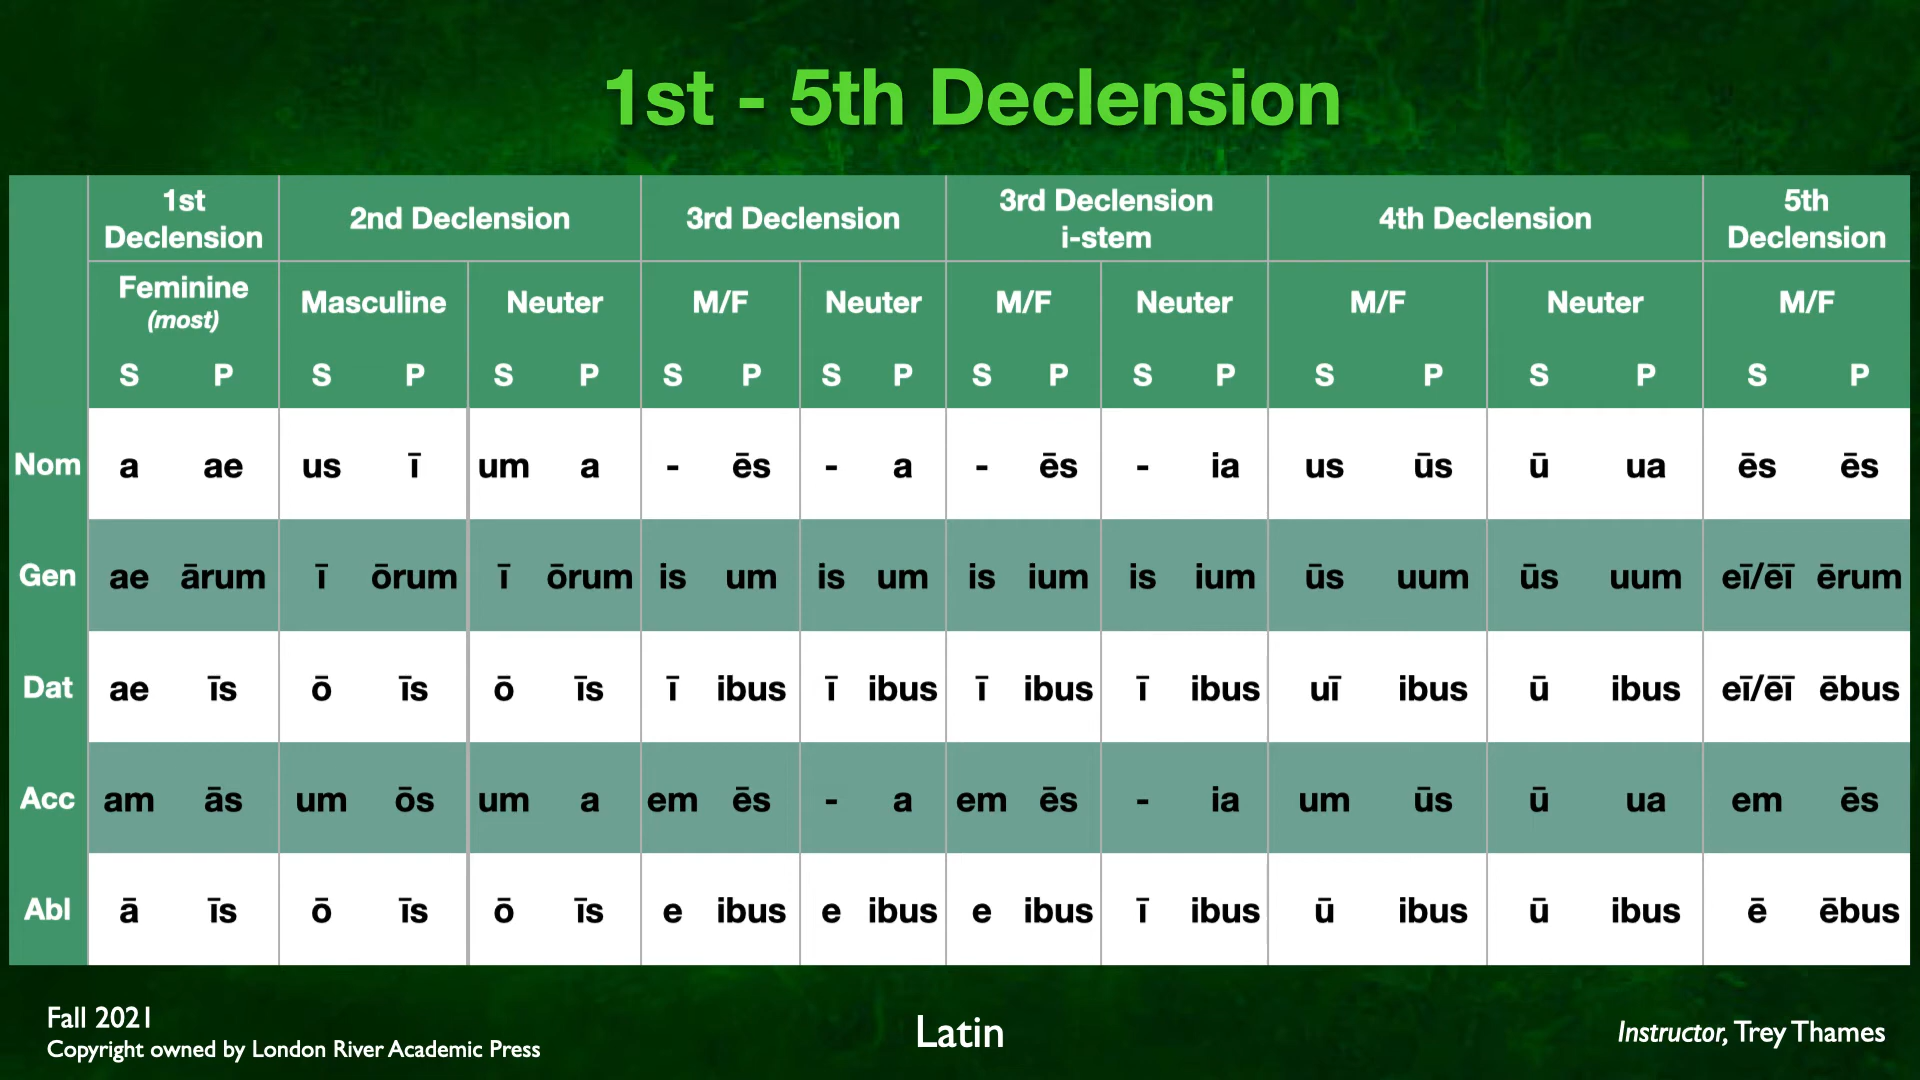 1st - 5th Declension
1st Declension 2nd Declension 3rd Declension 3rd Declension i-stem 4th Declension 5th Declension
Feminine (most) Masculine Neuter M/F Neuter M/F Neuter M/F Neuter M/F
S P S P S P S P S P S P S P S P S P S P
Nom a ae us ī um a - ēs - a - ēs - ia us ūs ū ua ēs ēs
Gen ae ārum ī ōrum ī ōrum is um is um is ium is ium ūs uum ūs uum eī/ēī ērum
Dat ae īs ō īs ō īs ī ibus ī ibus ī ibus ī ibus uī ibus ū ibus eī/ēī ēbus
Acc am ās um ōs um a em ēs - a em ēs - ia um ūs ū ua em ēs
Abl ā īs ō īs ō īs e ibus e ibus e ibus ī ibus ū ibus ū ibus ē ēbus
Fall 2021
Copyright owned by London River Academic Press
Latin
Instructor, Trey Thames